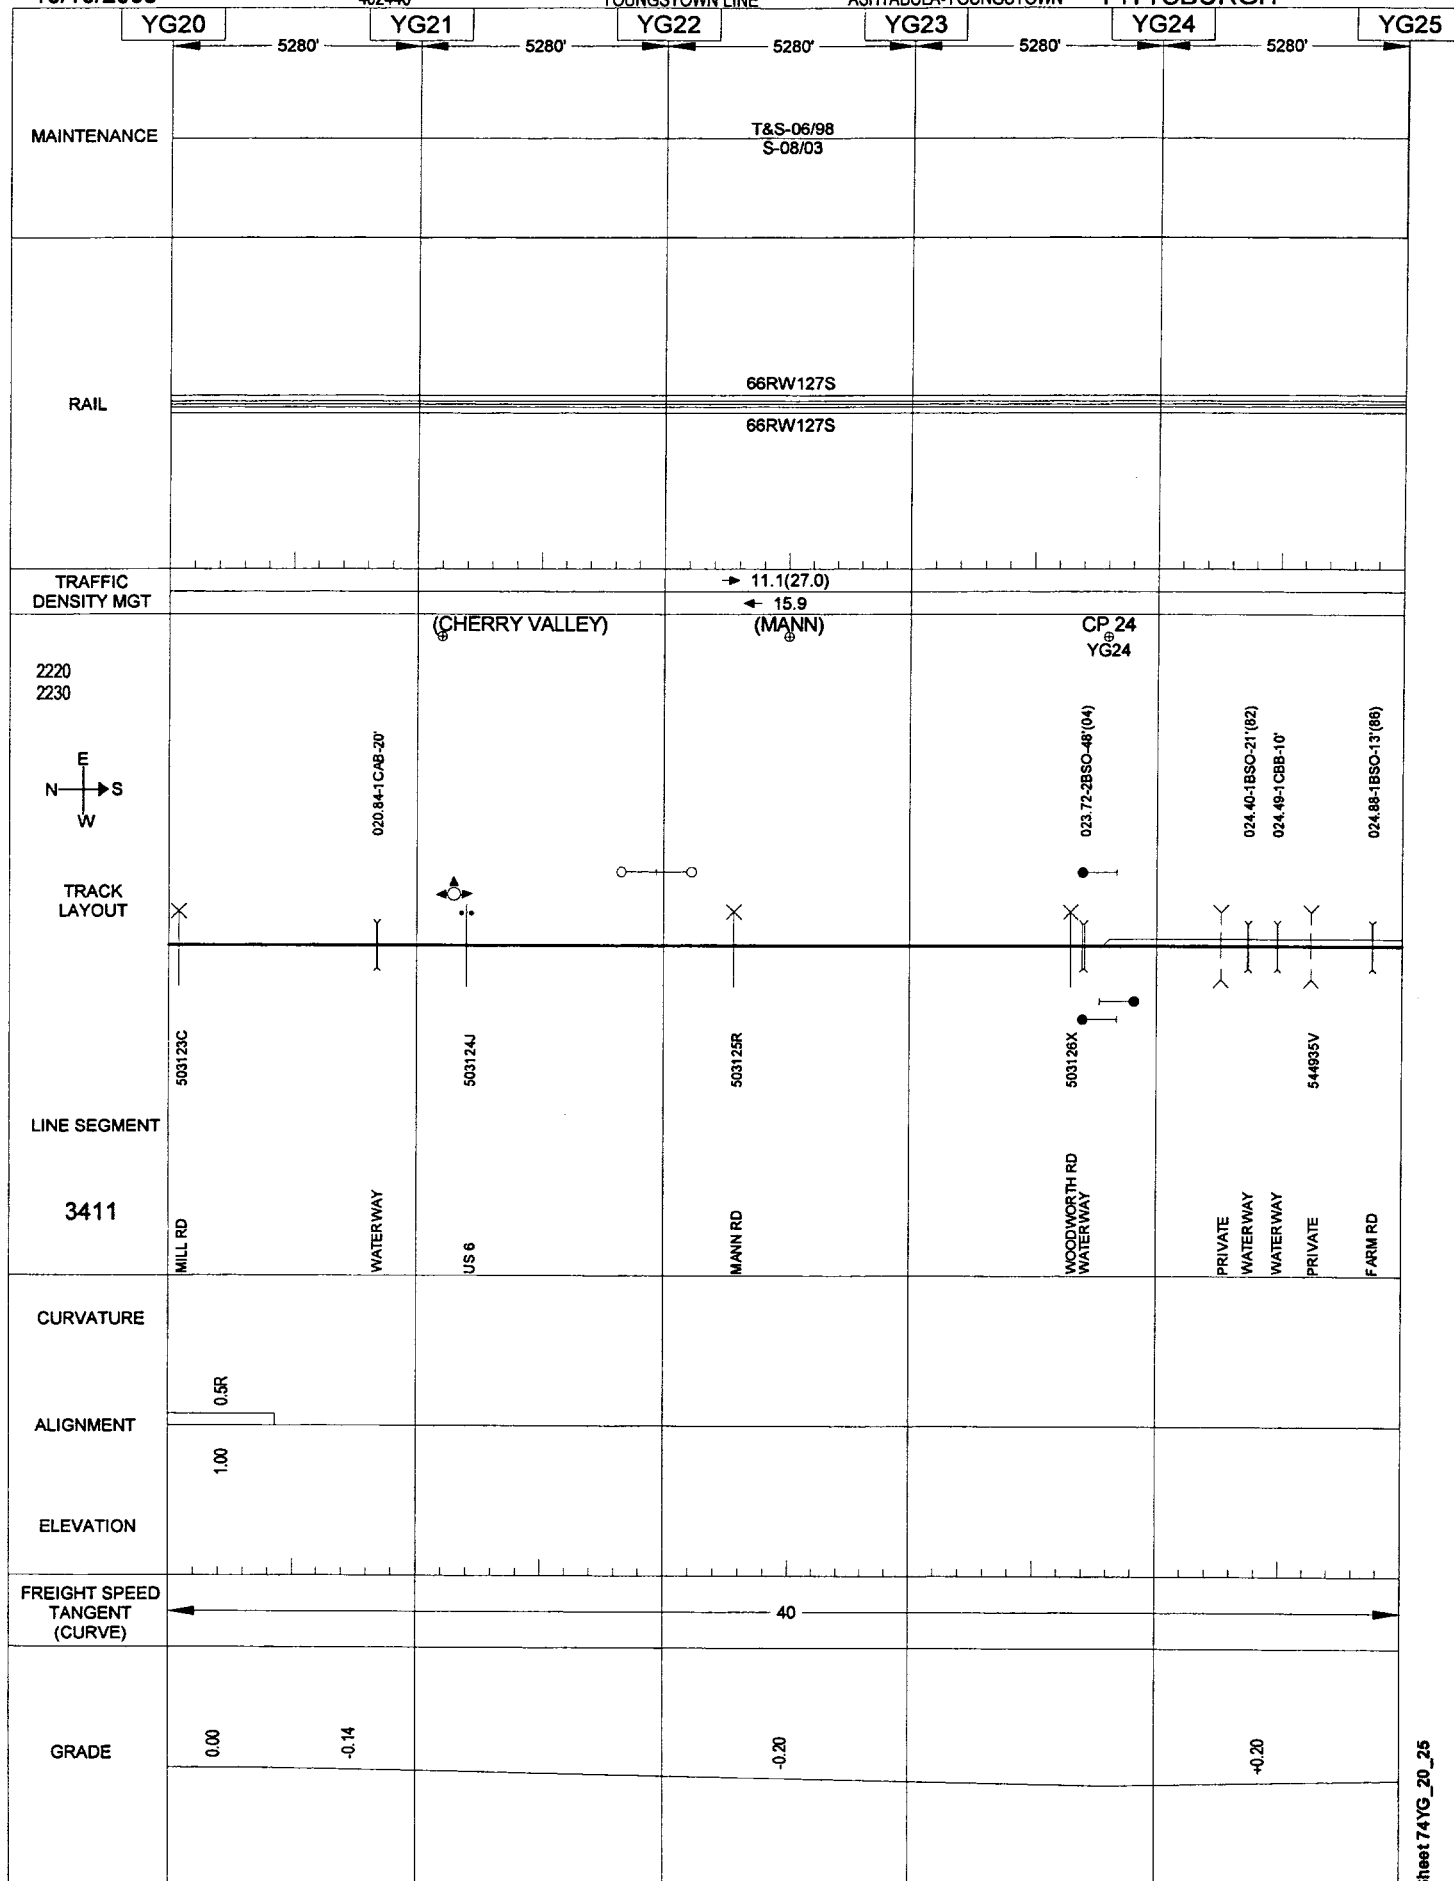 YOUNGSTOWN LINE
YG20 YG21 YG22 YG23 YG24 YG25
5280' 5280' 5280' 5280' 5280'
MAINTENANCE
T&S-06/98
S-08/03
RAIL
66RW127S
66RW127S
TRAFFIC
DENSITY MGT
11.1(27.0)
15.9
(CHERRY VALLEY)
(MANN)
CP 24
YG24
2220
2230
E
N S
W
020.84-1CAB-20'
023.72-2BSO-48'(04)
024.40-1BSO-21'(82)
024.49-1CBB-10'
024.88-1BSO-13'(86)
TRACK
LAYOUT
503123C
503124J
503125R
503126X
544935V
LINE SEGMENT
3411
MILL RD
WATERWAY
US 6
MANN RD
WOODWORTH RD
WATERWAY
PRIVATE
WATERWAY
WATERWAY
PRIVATE
FARM RD
CURVATURE
0.5R
ALIGNMENT
1.00
ELEVATION
FREIGHT SPEED
TANGENT
(CURVE)
40
GRADE
0.00
-0.14
-0.20
+0.20
74YG_20_25